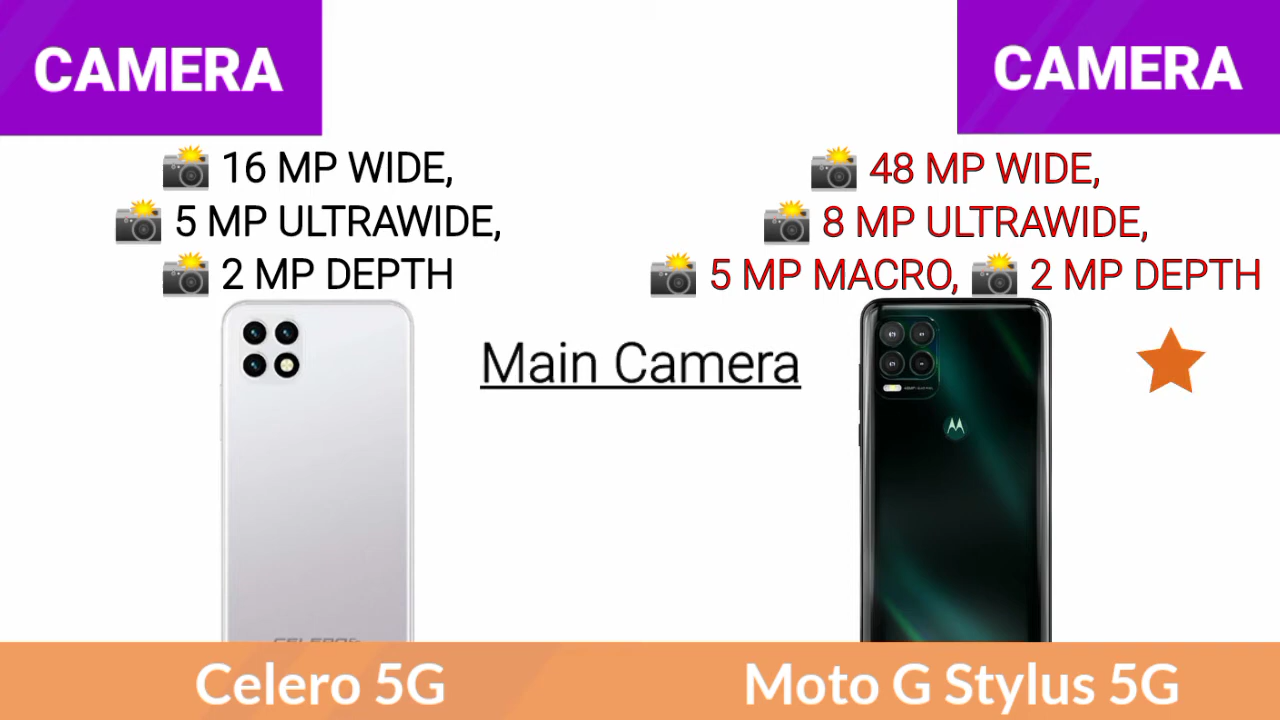 CAMERA
CAMERA
16 MP WIDE,
5 MP ULTRAWIDE,
2 MP DEPTH
48 MP WIDE,
8 MP ULTRAWIDE,
5 MP MACRO, 2 MP DEPTH
Main Camera
Celero 5G
Moto G Stylus 5G